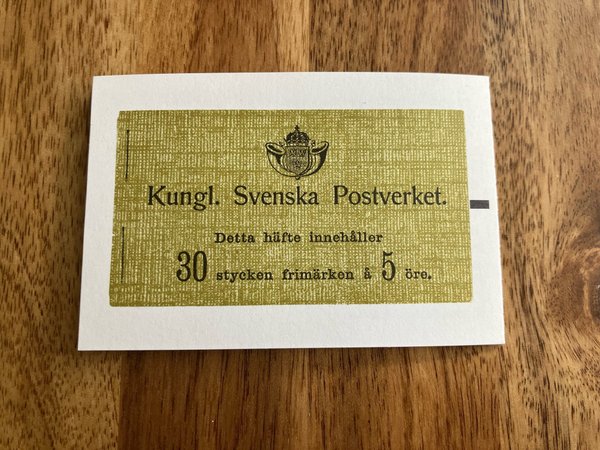 Kungl. Svenska Postverket.
Detta häfte innehåller
30 stycken frimärken å 5 öre.